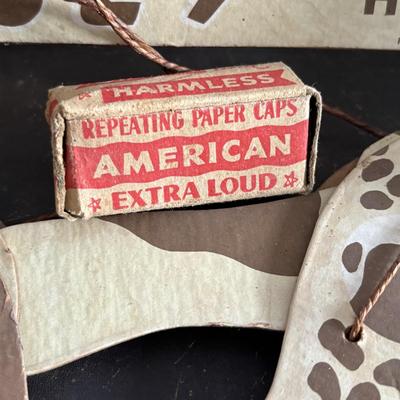 HARMLESS
REPEATING PAPER CAPS
AMERICAN
EXTRA LOUD